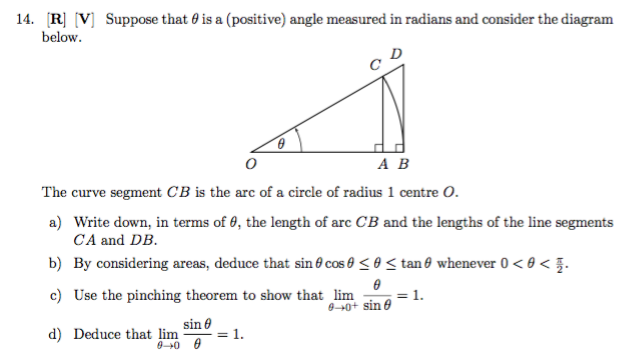 14. [R] [V] Suppose that θ is a (positive) angle measured in radians and consider the diagram
below.
D
C
θ
O A B
The curve segment CB is the arc of a circle of radius 1 centre O.
a) Write down, in terms of θ, the length of arc CB and the lengths of the line segments
CA and DB.
b) By considering areas, deduce that sin θ cos θ ≤ θ ≤ tan θ whenever 0 < θ < π/2.
c) Use the pinching theorem to show that lim θ→0+ θ/sin θ = 1.
d) Deduce that lim θ→0 sin θ/θ = 1.